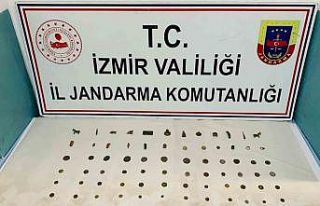 T.C.
İZMİR VALİLİĞİ
İL JANDARMA KOMUTANLIĞI